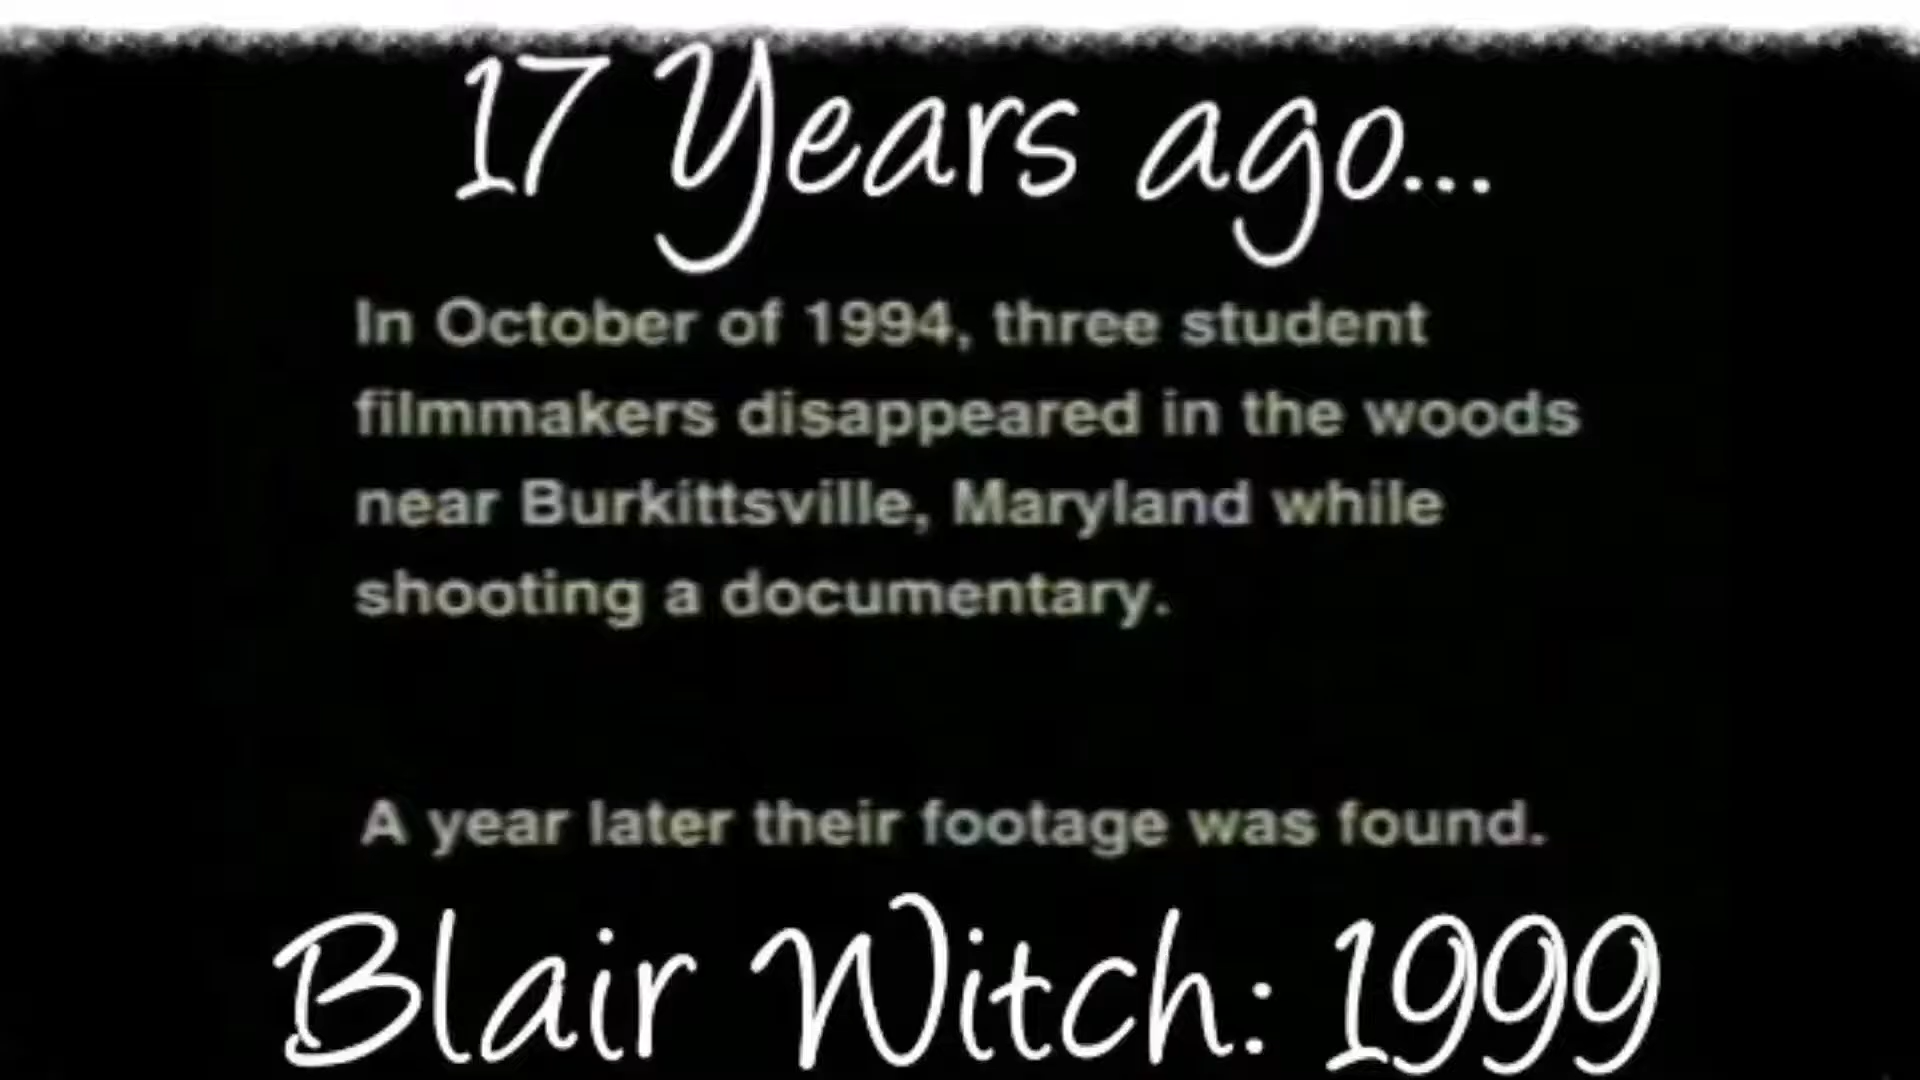 17 Years ago...
In October of 1994, three student
filmmakers disappeared in the woods
near Burkittsville, Maryland while
shooting a documentary.
A year later their footage was found.
Blair Witch: 1999